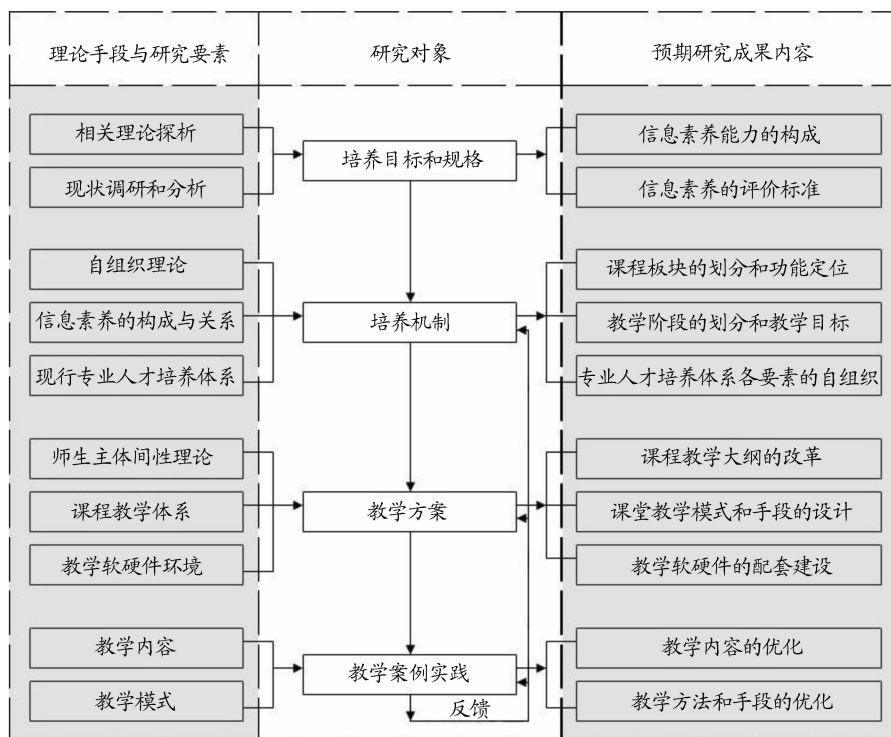 理论手段与研究要素
研究对象
预期研究成果内容
相关理论探析
现状调研和分析
培养目标和规格
信息素养能力的构成
信息素养的评价标准
自组织理论
信息素养的构成与关系
现行专业人才培养体系
培养机制
课程板块的划分和功能定位
教学阶段的划分和教学目标
专业人才培养体系各要素的自组织
师生主体间性理论
课程教学体系
教学软硬件环境
教学方案
课程教学大纲的改革
课堂教学模式和手段的设计
教学软硬件的配套建设
教学内容
教学模式
教学案例实践
反馈
教学内容的优化
教学方法和手段的优化